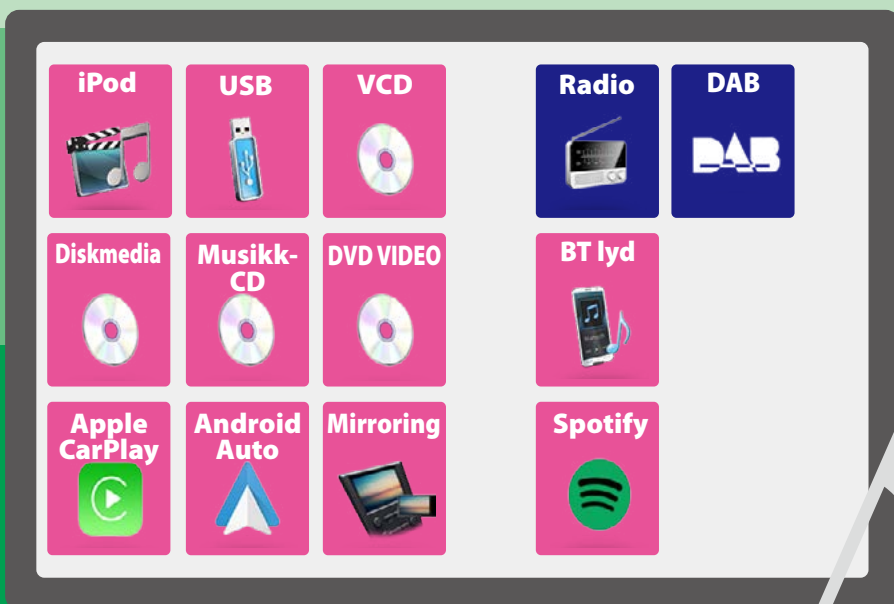 iPod
USB
VCD
Radio
DAB
DAB
Diskmedia
Musikk-
CD
DVD VIDEO
BT lyd
Apple
CarPlay
Android
Auto
Mirroring
Spotify